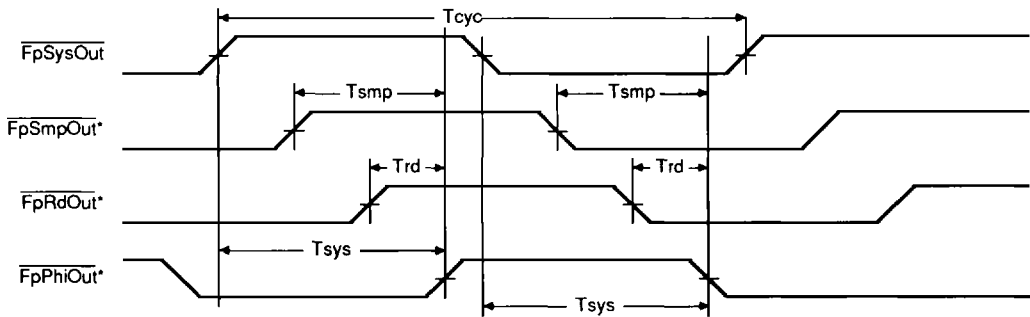 Tcyc
FpSysOut
Tsmp
Tsmp
FpSmpOut*
Trd
Trd
FpRdOut*
Tsys
FpPhiOut*
Tsys